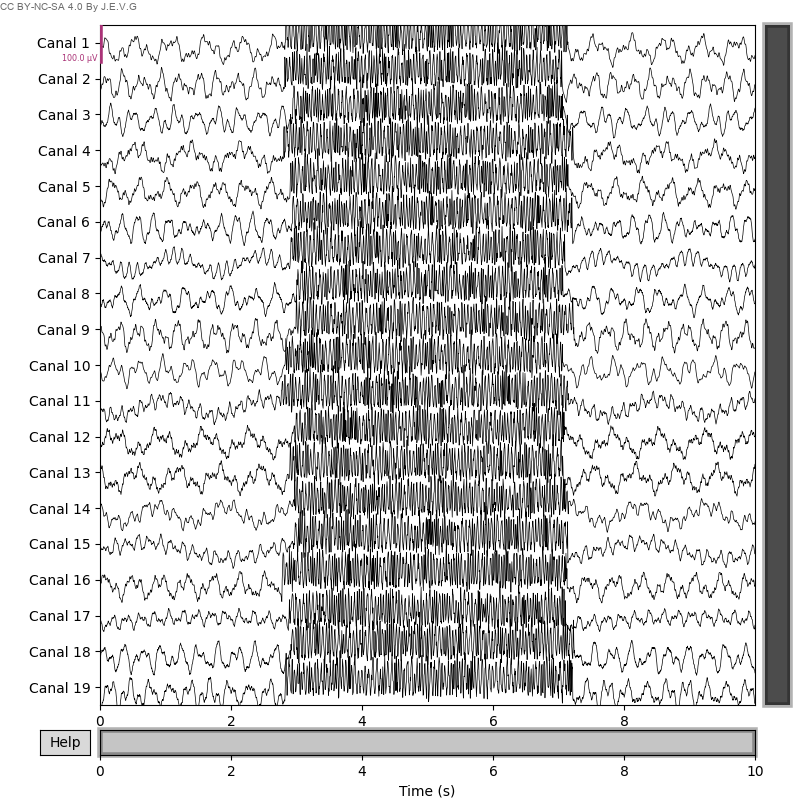 CC BY-NC-SA 4.0 By J.E.V.G
Canal 1
100.0 µV
Canal 2
Canal 3
Canal 4
Canal 5
Canal 6
Canal 7
Canal 8
Canal 9
Canal 10
Canal 11
Canal 12
Canal 13
Canal 14
Canal 15
Canal 16
Canal 17
Canal 18
Canal 19
0 2 4 6 8
Help
0 2 4 6 8 10
Time (s)